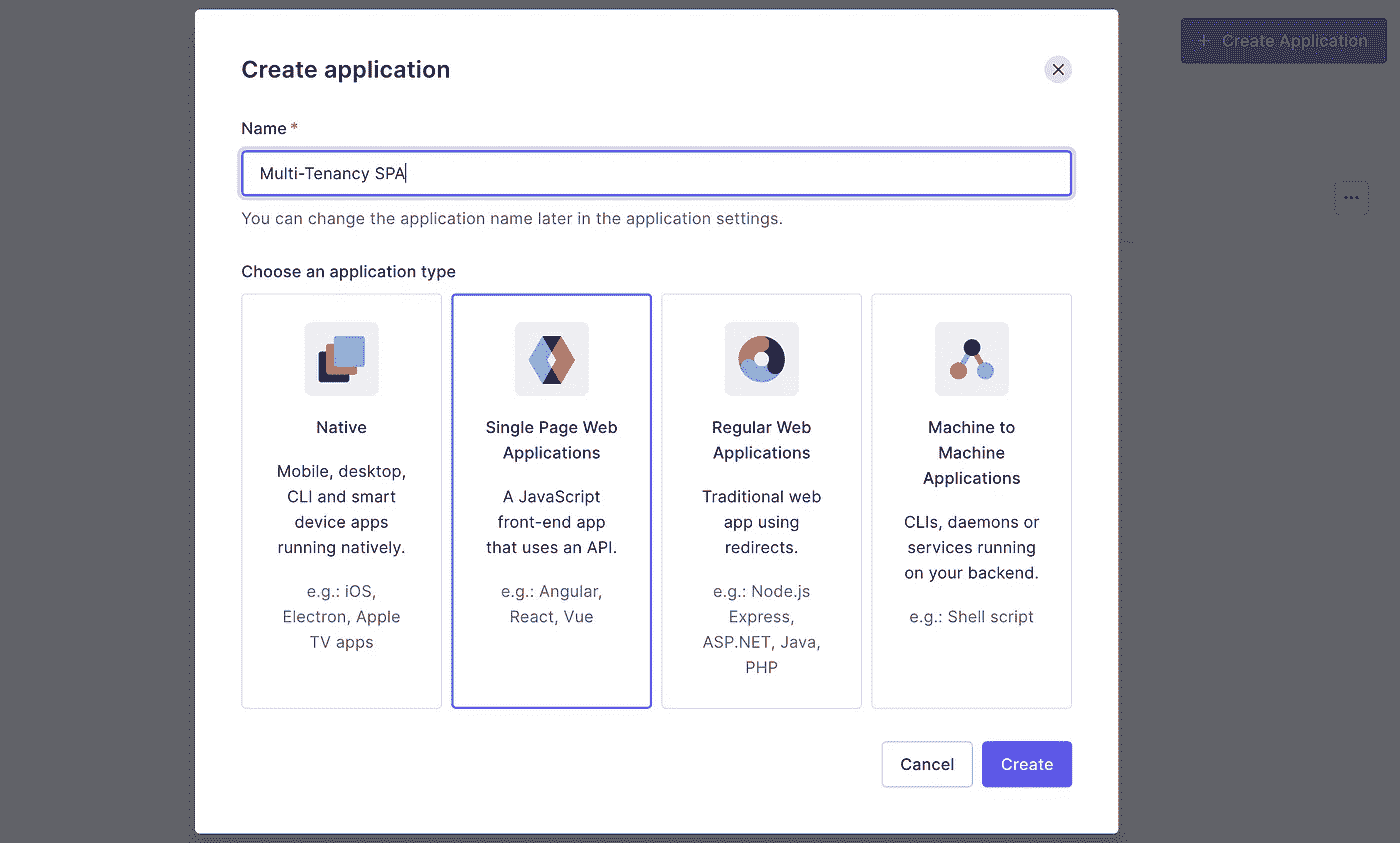 Create application
+ Create Application
Name *
Multi-Tenancy SPA
You can change the application name later in the application settings.
Choose an application type
Native
Mobile, desktop,
CLI and smart
device apps
running natively.
e.g.: iOS,
Electron, Apple
TV apps
Single Page Web
Applications
A JavaScript
front-end app
that uses an API.
e.g.: Angular,
React, Vue
Regular Web
Applications
Traditional web
app using
redirects.
e.g.: Node.js
Express,
ASP.NET, Java,
PHP
Machine to
Machine
Applications
CLIs, daemons or
services running
on your backend.
e.g.: Shell script
Cancel
Create